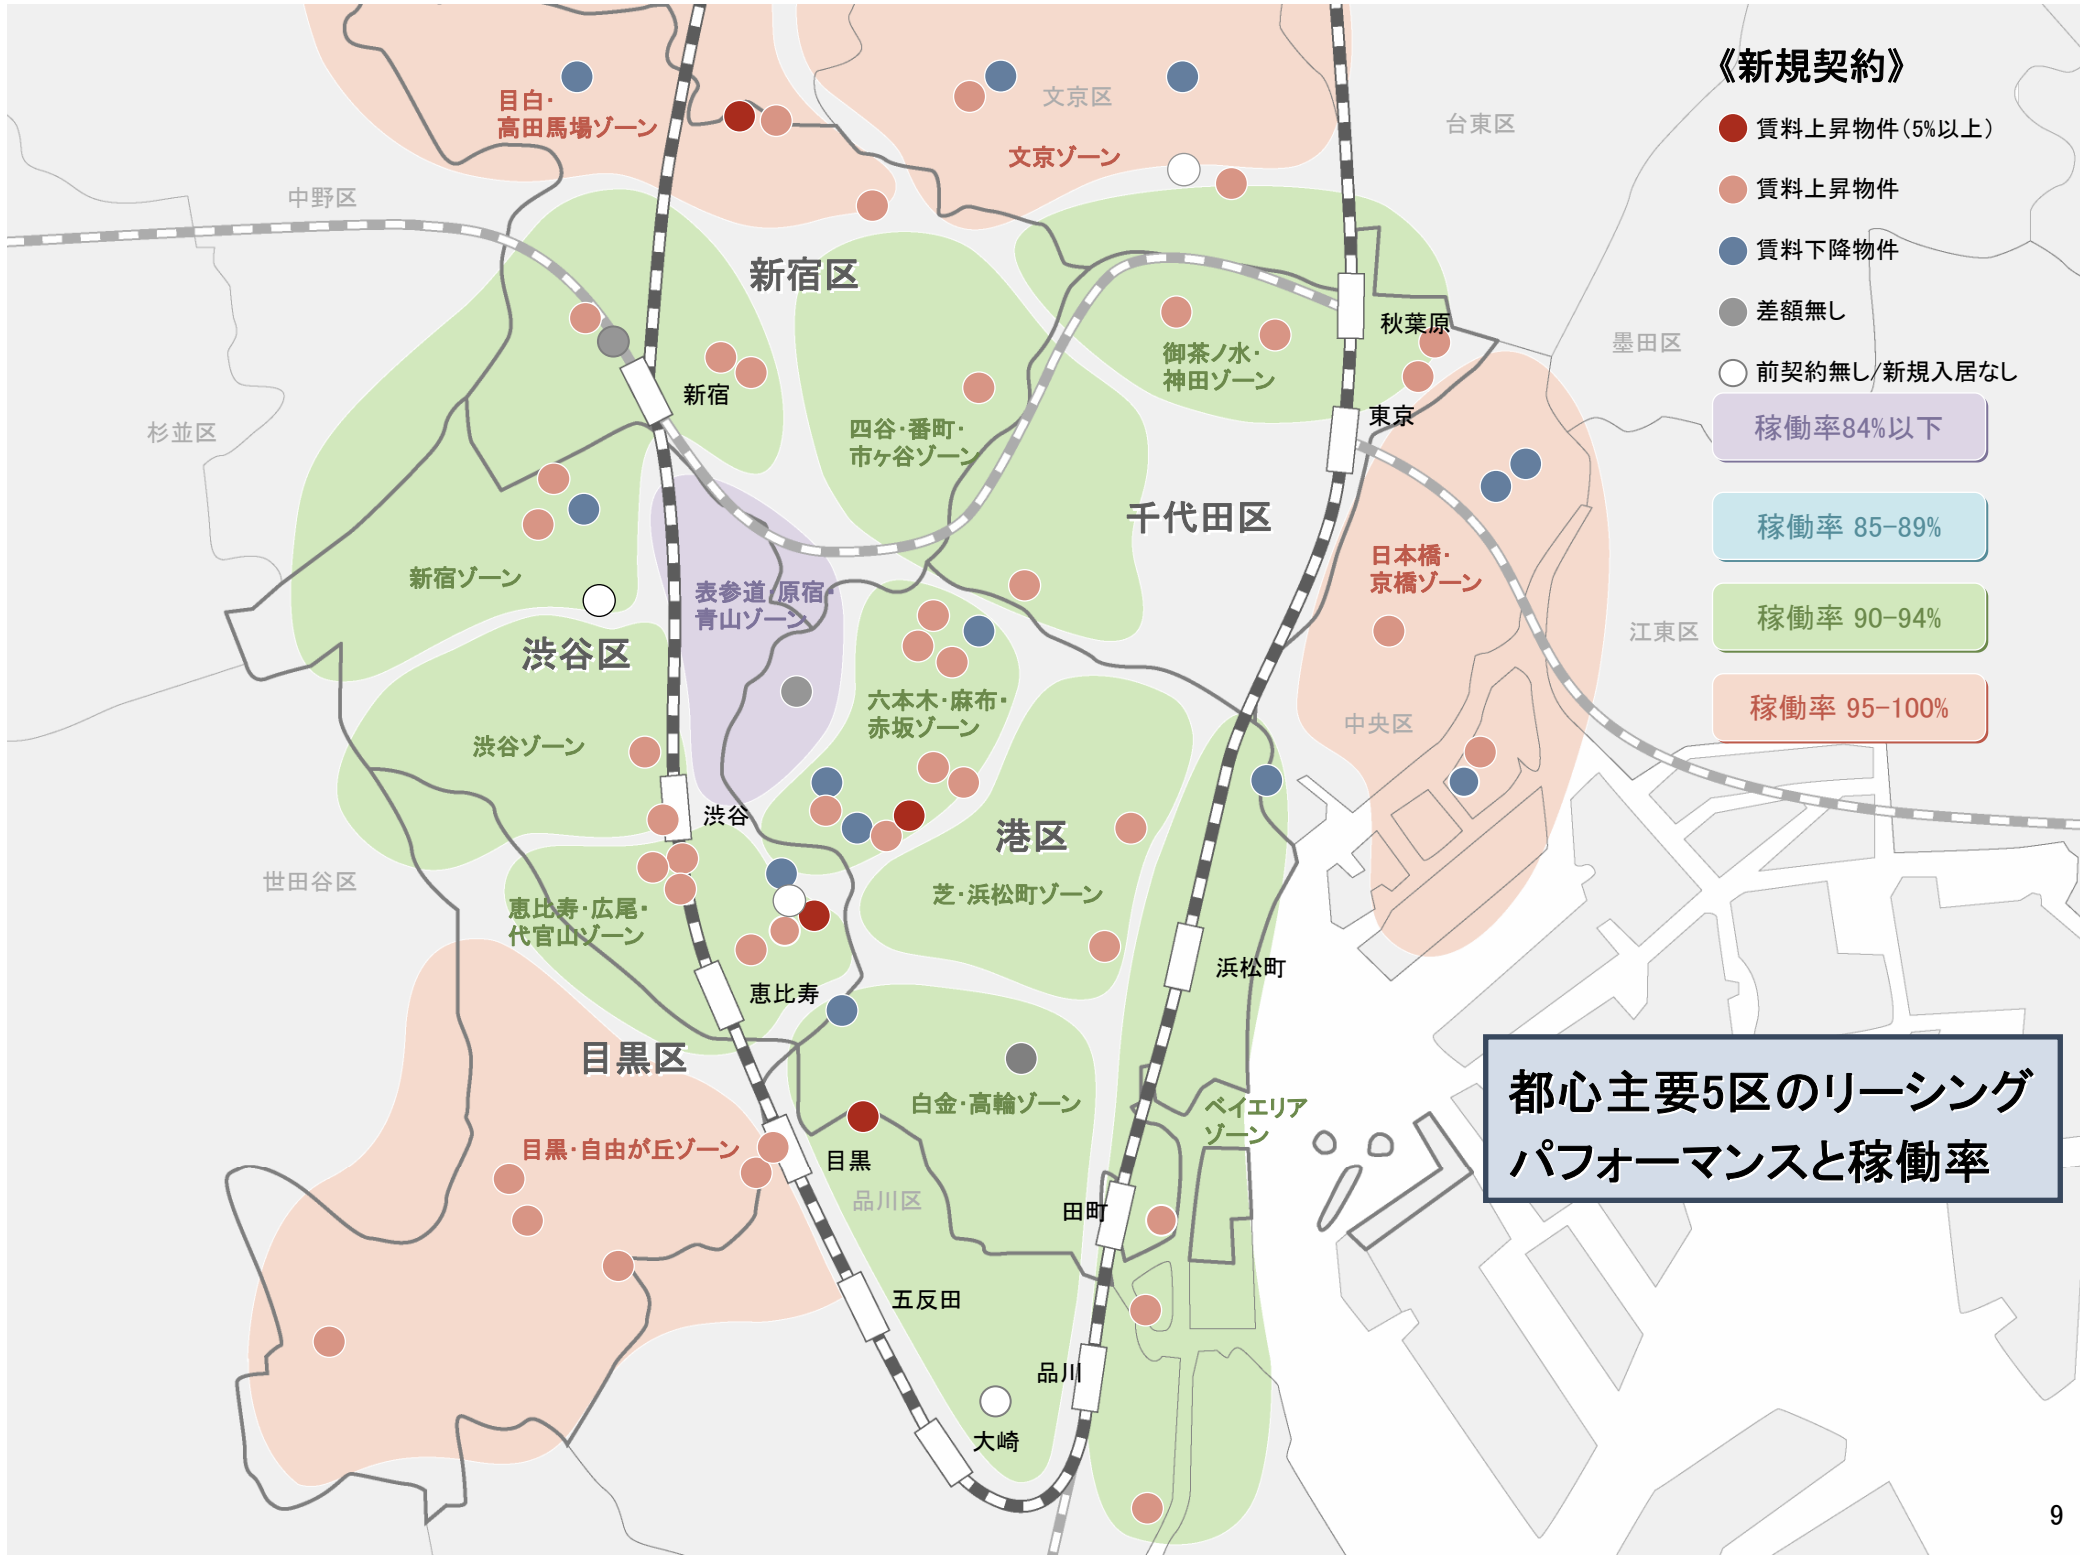 《新規契約》
賃料上昇物件（5%以上）
賃料上昇物件
賃料下降物件
差額無し
前契約無し/新規入居なし
稼働率84%以下
稼働率 85-89%
稼働率 90-94%
稼働率 95-100%
目白・
高田馬場ゾーン
文京区
文京ゾーン
台東区
中野区
新宿区
秋葉原
御茶ノ水・
神田ゾーン
墨田区
新宿
杉並区
四谷・番町・
市ヶ谷ゾーン
東京
千代田区
日本橋・
京橋ゾーン
新宿ゾーン
表参道・原宿・
青山ゾーン
渋谷区
江東区
六本木・麻布・
赤坂ゾーン
中央区
渋谷ゾーン
渋谷
港区
世田谷区
芝・浜松町ゾーン
恵比寿・広尾・
代官山ゾーン
浜松町
恵比寿
目黒区
白金・高輪ゾーン
ベイエリア
ゾーン
目黒・自由が丘ゾーン
目黒
品川区
田町
五反田
品川
大崎
都心主要5区のリーシング
パフォーマンスと稼働率
9